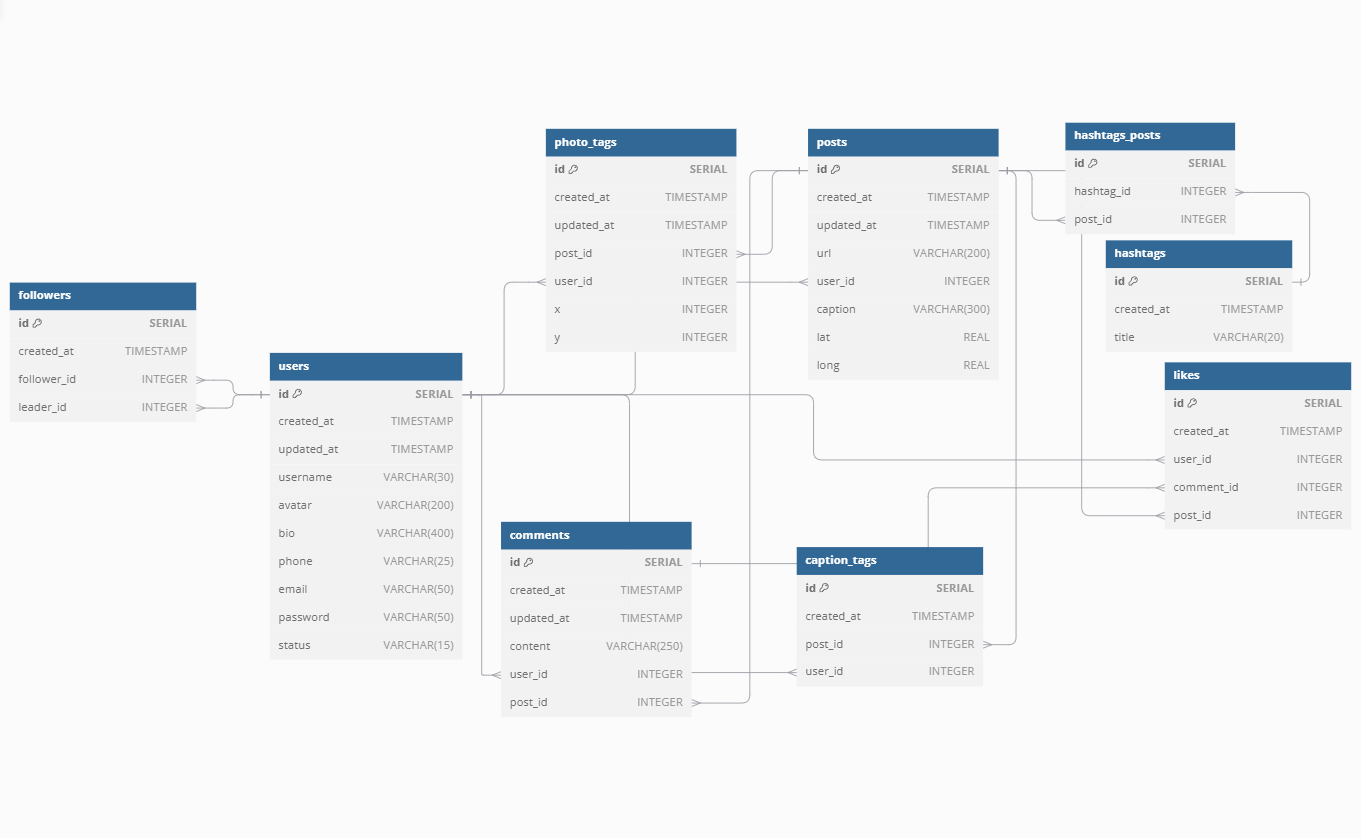 followers
id SERIAL
created_at TIMESTAMP
follower_id INTEGER
leader_id INTEGER
users
id SERIAL
created_at TIMESTAMP
updated_at TIMESTAMP
username VARCHAR(30)
avatar VARCHAR(200)
bio VARCHAR(400)
phone VARCHAR(25)
email VARCHAR(50)
password VARCHAR(50)
status VARCHAR(15)
photo_tags
id SERIAL
created_at TIMESTAMP
updated_at TIMESTAMP
post_id INTEGER
user_id INTEGER
x INTEGER
y INTEGER
comments
id SERIAL
created_at TIMESTAMP
updated_at TIMESTAMP
content VARCHAR(250)
user_id INTEGER
post_id INTEGER
posts
id SERIAL
created_at TIMESTAMP
updated_at TIMESTAMP
url VARCHAR(200)
user_id INTEGER
caption VARCHAR(300)
lat REAL
long REAL
caption_tags
id SERIAL
created_at TIMESTAMP
post_id INTEGER
user_id INTEGER
hashtags_posts
id SERIAL
hashtag_id INTEGER
post_id INTEGER
hashtags
id SERIAL
created_at TIMESTAMP
title VARCHAR(20)
likes
id SERIAL
created_at TIMESTAMP
user_id INTEGER
comment_id INTEGER
post_id INTEGER